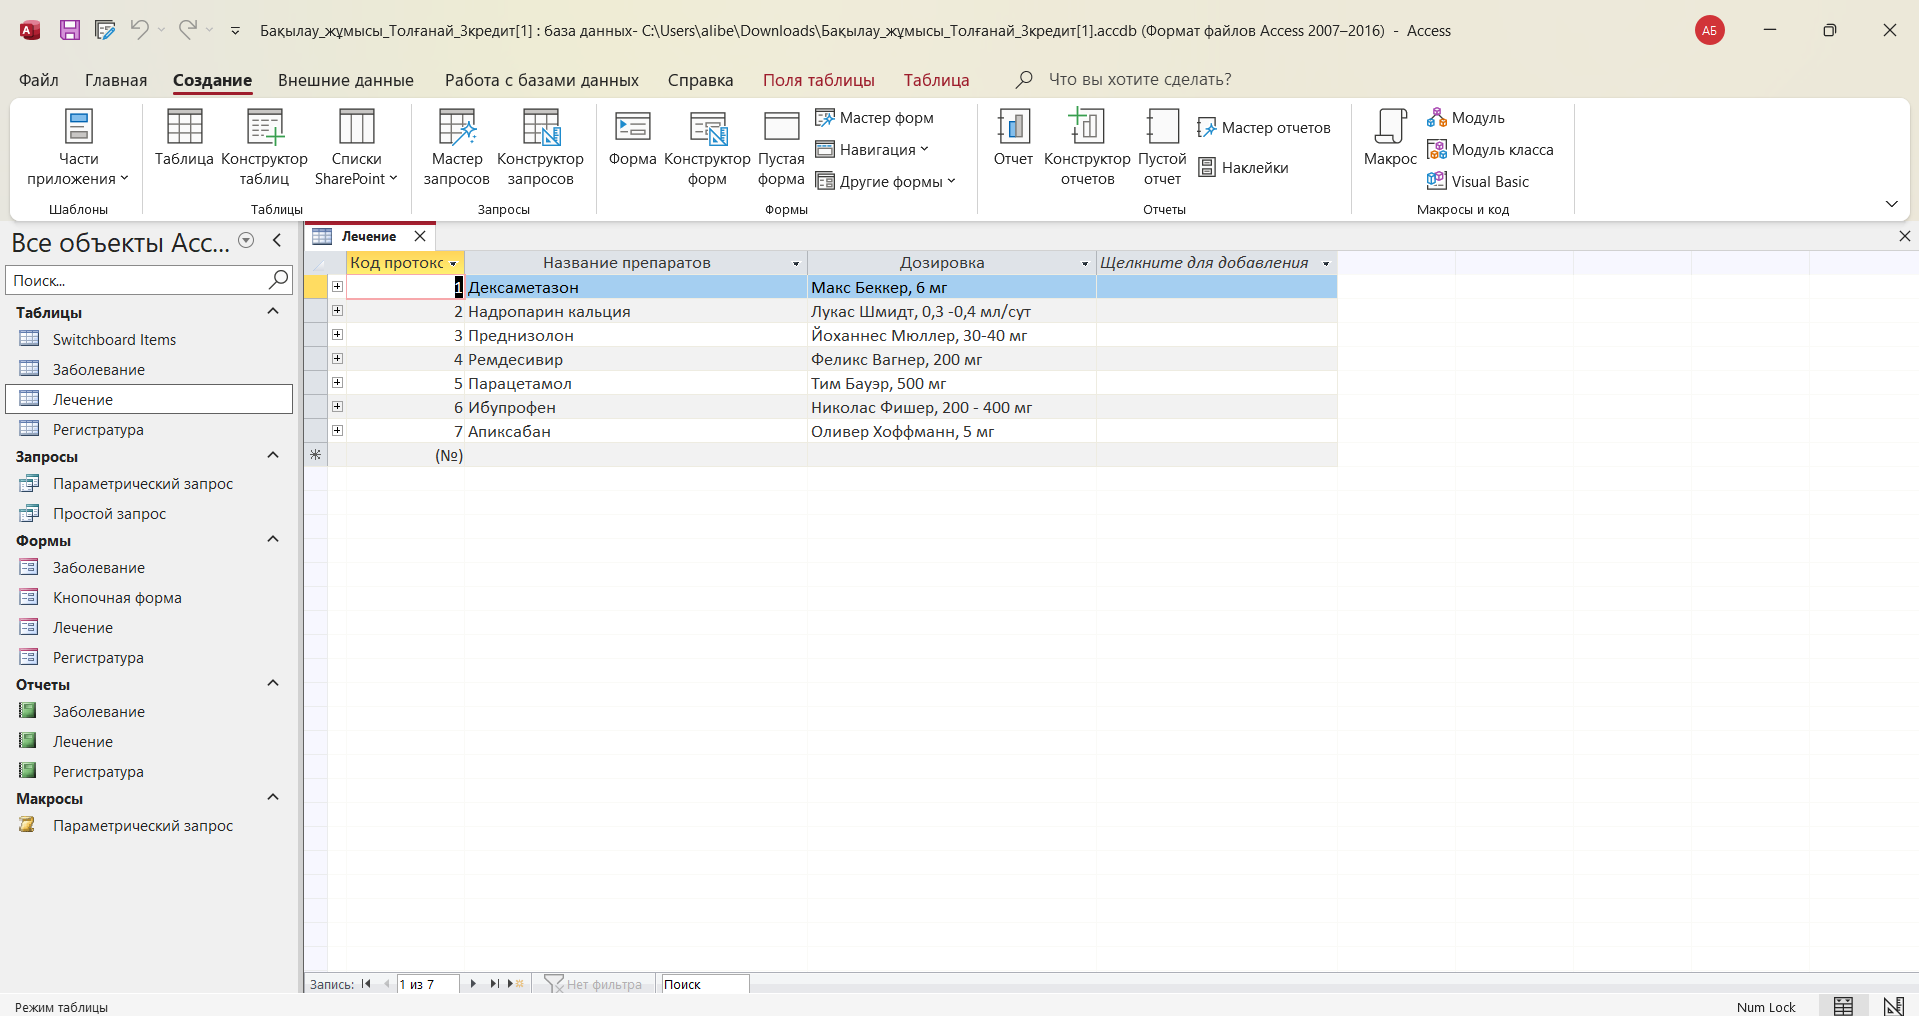 Бақылау_жұмысы_Толғанай_3кредит[1] : база данных- C:\Users\alibe\Downloads\Бақылау_жұмысы_Толғанай_3кредит[1].accdb (Формат файлов Access 2007–2016) - Access
АБ
Файл Главная Создание Внешние данные Работа с базами данных Справка Поля таблицы Таблица Что вы хотите сделать?
Части приложения
Шаблоны
Таблица
Конструктор таблиц
Списки SharePoint
Таблицы
Мастер запросов
Конструктор запросов
Запросы
Форма
Конструктор форм
Пустая форма
Мастер форм
Навигация
Другие формы
Формы
Отчет
Конструктор отчетов
Пустой отчет
Мастер отчетов
Наклейки
Отчеты
Макрос
Модуль
Модуль класса
Visual Basic
Макросы и код
Все объекты Acc...
Поиск...
Таблицы
Switchboard Items
Заболевание
Лечение
Регистратура
Запросы
Параметрический запрос
Простой запрос
Формы
Заболевание
Кнопочная форма
Лечение
Регистратура
Отчеты
Заболевание
Лечение
Регистратура
Макросы
Параметрический запрос
Лечение
Код протокс Название препаратов Дозировка Щелкните для добавления
1 Дексаметазон Макс Беккер, 6 мг
2 Надропарин кальция Лукас Шмидт, 0,3 -0,4 мл/сут
3 Преднизолон Йоханнес Мюллер, 30-40 мг
4 Ремдесивир Феликс Вагнер, 200 мг
5 Парацетамол Тим Бауэр, 500 мг
6 Ибупрофен Николас Фишер, 200 - 400 мг
7 Апиксабан Оливер Хоффманн, 5 мг
(№)
Запись: 1 из 7 Нет фильтра Поиск
Режим таблицы Num Lock